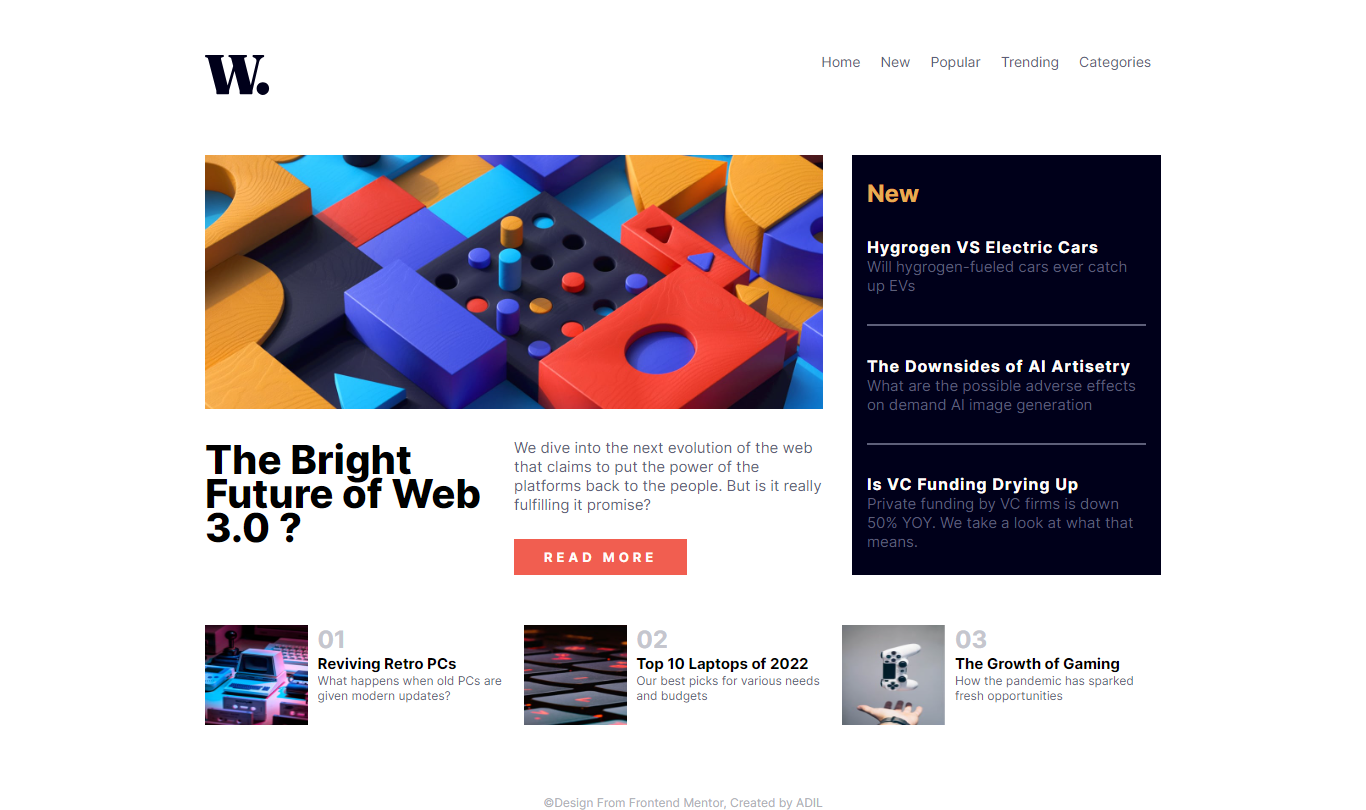 W.
Home New Popular Trending Categories
New
Hygrogen VS Electric Cars
Will hygrogen-fueled cars ever catch
up EVs
The Downsides of AI Artisetry
What are the possible adverse effects
on demand AI image generation
Is VC Funding Drying Up
Private funding by VC firms is down
50% YOY. We take a look at what that
means.
The Bright
Future of Web
3.0 ?
We dive into the next evolution of the web
that claims to put the power of the
platforms back to the people. But is it really
fulfilling it promise?
READ MORE
01
Reviving Retro PCs
What happens when old PCs are
given modern updates?
02
Top 10 Laptops of 2022
Our best picks for various needs
and budgets
03
The Growth of Gaming
How the pandemic has sparked
fresh opportunities
©Design From Frontend Mentor, Created by ADIL